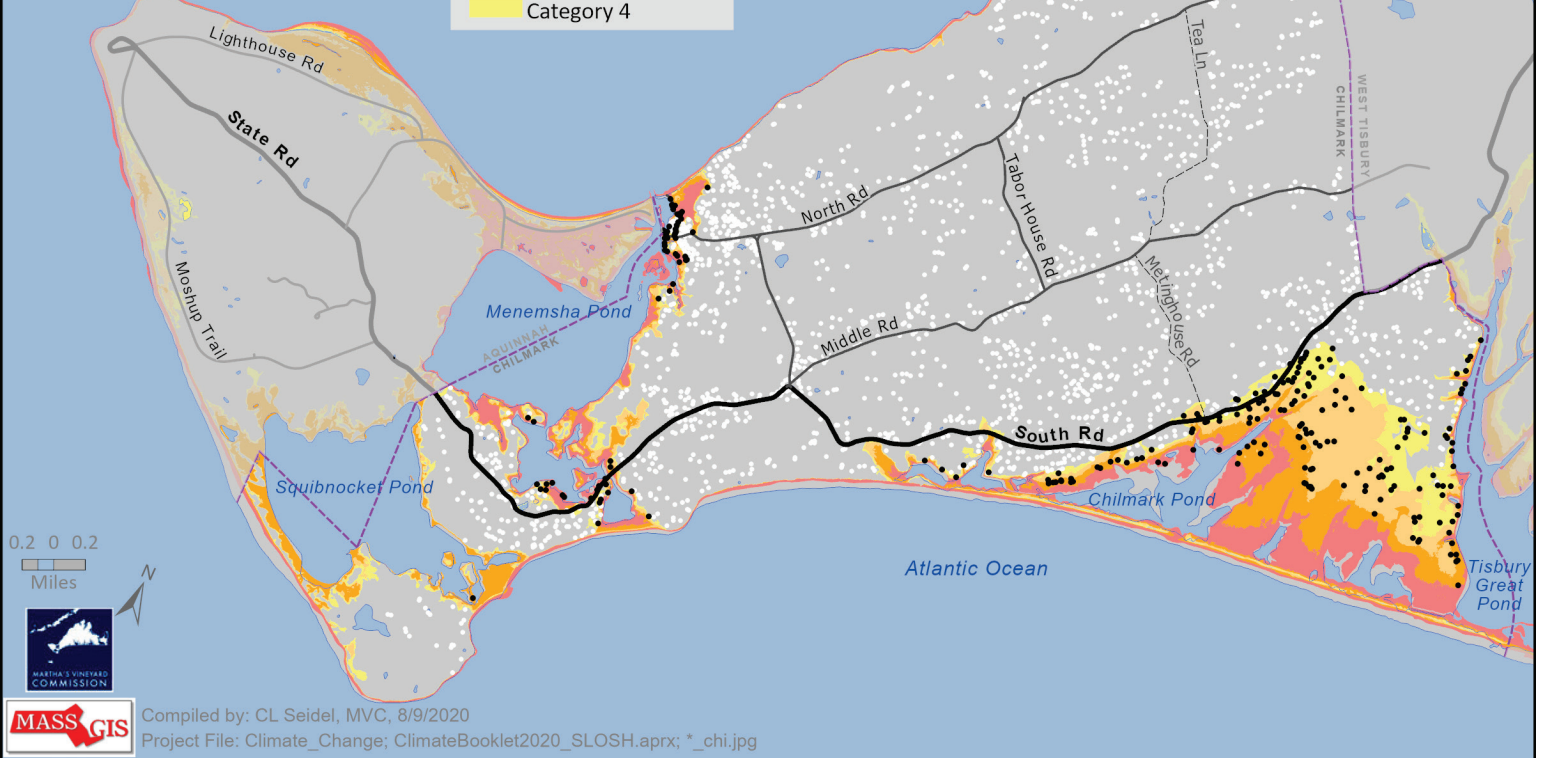 Category 4
Lighthouse Rd
State Rd
Tea Ln
WEST TISBURY
CHILMARK
Tabor House Rd
North Rd
Moshup Trail
Menemsha Pond
AQUINNAH
CHILMARK
Middle Rd
Metinghouse Rd
South Rd
Squibnocket Pond
Chilmark Pond
0.2 0 0.2
Miles
N
Atlantic Ocean
Tisbury
Great
Pond
MARTHA'S VINEYARD
COMMISSION
MASS GIS
Compiled by: CL Seidel, MVC, 8/9/2020
Project File: Climate_Change; ClimateBooklet2020_SLOSH.aprx; *_chi.jpg